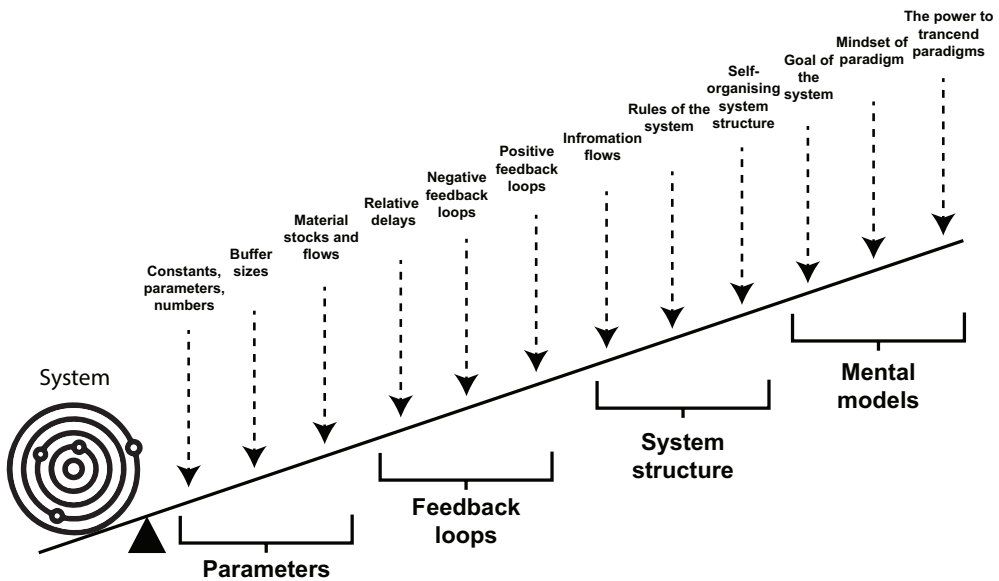 The power to
trancend
paradigms
Mindset of
paradigm
Goal of
the
system
Self-
organising
system
structure
Rules of the
system
Infromation
flows
Positive
feedback
loops
Negative
feedback
loops
Relative
delays
Material
stocks and
flows
Buffer
sizes
Constants,
parameters,
numbers
System
Mental
models
System
structure
Feedback
loops
Parameters